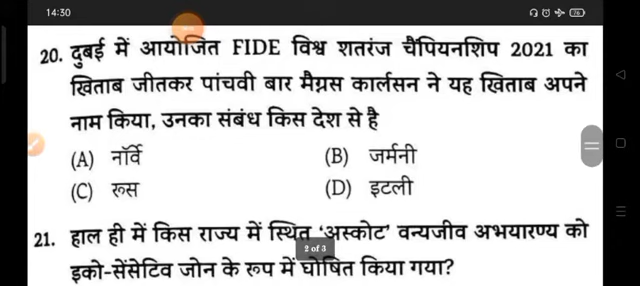 14:30
76
20. दुबई में आयोजित FIDE विश्व शतरंज चैंपियनशिप 2021 का
खिताब जीतकर पांचवी बार मैग्नस कार्लसन ने यह खिताब अपने
नाम किया, उनका संबंध किस देश से है
(A) नॉर्वे (B) जर्मनी
(C) रूस (D) इटली
21. हाल ही में किस राज्य में स्थित ‘अस्कोट’ वन्यजीव अभयारण्य को
2 of 3
इको-सेंसेटिव जोन के रूप में घोषित किया गया?